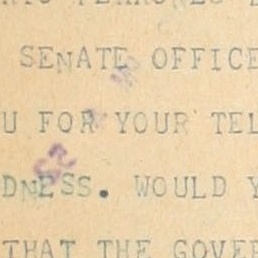 SENATE OFFICE
U FOR YOUR TEL
DNESS. WOULD Y
THAT THE GOVER